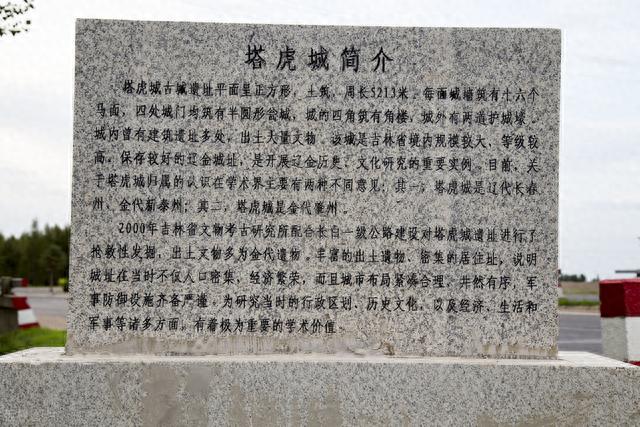 塔虎城简介
塔虎城古城遗址平面呈正方形，土筑，周长5213米。每面城墙筑有十六个
马面，四处城门均筑有半圆形瓮城，城的四角筑有角楼，城外有两道护城壕。
城内曾有建筑遗址多处，出土大量文物。该城是吉林省境内规模较大、等级较
高，保存较好的辽金城址，是开展辽金历史、文化研究的重要实例。目前，关
于塔虎城归属的认识在学术界主要有两种不同意见：其一，塔虎城是辽代长春
州、金代新泰州；其二，塔虎城是金代肇州。
2000年吉林省文物考古研究所配合长白一级公路建设对塔虎城遗址进行了
抢救性发掘，出土文物多为金代遗物。丰富的出土遗物、密集的居住址，说明
城址在当时不仅人口密集，经济繁荣，而且城市布局紧凑合理，井然有序，军
事防御设施齐备严谨。为研究当时的行政区划、历史文化，以及经济、生活和
军事等诸多方面，有着极为重要的学术价值。